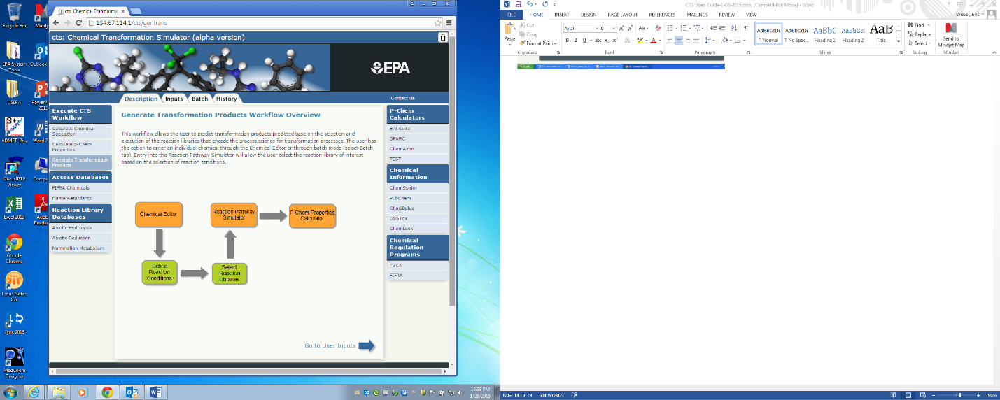 Recycle Bin
EPA System
Tools
Outlook
USEPA
PowerP
2013
ADMET_Pr...
Word 2
Cisco IPTV
Viewer
Compu
Excel 2013
Adob
Reader
Google
Chrome
Lotus Notes
8.5
Lync 2013
MedChem
Designer
cts: Chemical Transformat
134.67.114.1/cts/gentrans
cts: Chemical Transformation Simulator (alpha version)
EPA
Description
Inputs
Batch
History
Contact Us
Execute CTS
Workflow
Calculate Chemical
Speciation
Calculate p-Chem
Properties
Generate Transformation
Products
Access Databases
FIFRA Chemicals
Flame Retardants
Reaction Library
Databases
Abiotic Hydrolysis
Abiotic Reduction
Mammalian Metabolism
Generate Transformation Products Workflow Overview
This workflow allows the user to predict transformation products predicted base on the selection and
execution of the reaction libraries that encode the process science for transformation processes. The user has
the option to enter an individual chemical through the Chemical Editor or through batch mode (select Batch
tab). Entry into the Reaction Pathway Simulator will allow the user select the reaction library of interest
based on the selection of reaction conditions.
Chemical Editor
Reaction Pathway
Simulator
P-Chem Properties
Calculator
Define
Reaction
Conditions
Select
Reaction
Libraries
Go to User Inputs
P-Chem
Calculators
EPI Suite
SPARC
ChemAxon
TEST
Chemical
Information
ChemSpider
PubChem
ChmIDplus
DSSTox
ChemLook
Chemical
Regulation
Programs
TSCA
FIFRA
12:08 PM
1/26/2015
CTS Users Guide-1-05-2015.docx [Compatibility Mode] - Word
FILE
HOME
INSERT
DESIGN
PAGE LAYOUT
REFERENCES
MAILINGS
REVIEW
VIEW
Weber, Eric
Paste
Cut
Copy
Format Painter
Clipboard
Arial
9
Font
Paragraph
AaBbCcDc
¶ Normal
AaBbCcDc
¶ No Spac...
AaBbC
Heading 1
AaBbCc
Heading 2
AaB
Title
Styles
Find
Replace
Select
Editing
Send to
Mindjet Map
Mindjet
start
PAGE 14 OF 19
604 WORDS
190%